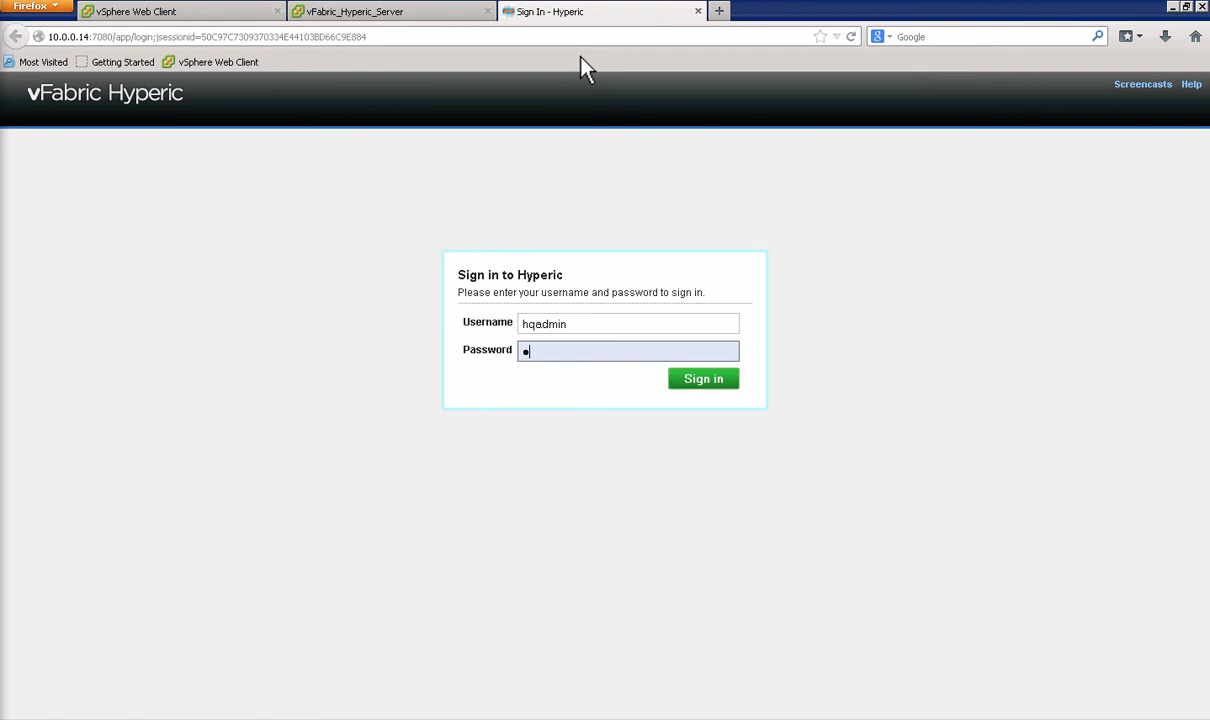 Firefox
vSphere Web Client
vFabric_Hyperic_Server
Sign In - Hyperic
10.0.0.14:7080/app/login;jsessionid=50C97C7309370334E44103BD66C9E884
Google
Most Visited
Getting Started
vSphere Web Client
vFabric Hyperic
Screencasts
Help
Sign in to Hyperic
Please enter your username and password to sign in.
Username hqadmin
Password
Sign in